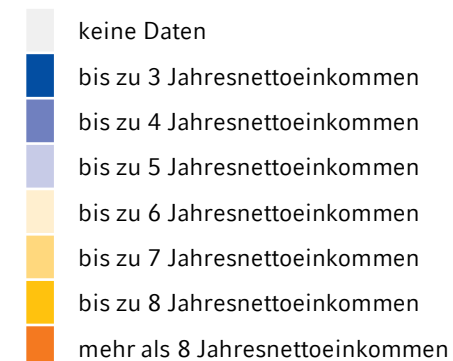 keine Daten
bis zu 3 Jahresnettoeinkommen
bis zu 4 Jahresnettoeinkommen
bis zu 5 Jahresnettoeinkommen
bis zu 6 Jahresnettoeinkommen
bis zu 7 Jahresnettoeinkommen
bis zu 8 Jahresnettoeinkommen
mehr als 8 Jahresnettoeinkommen